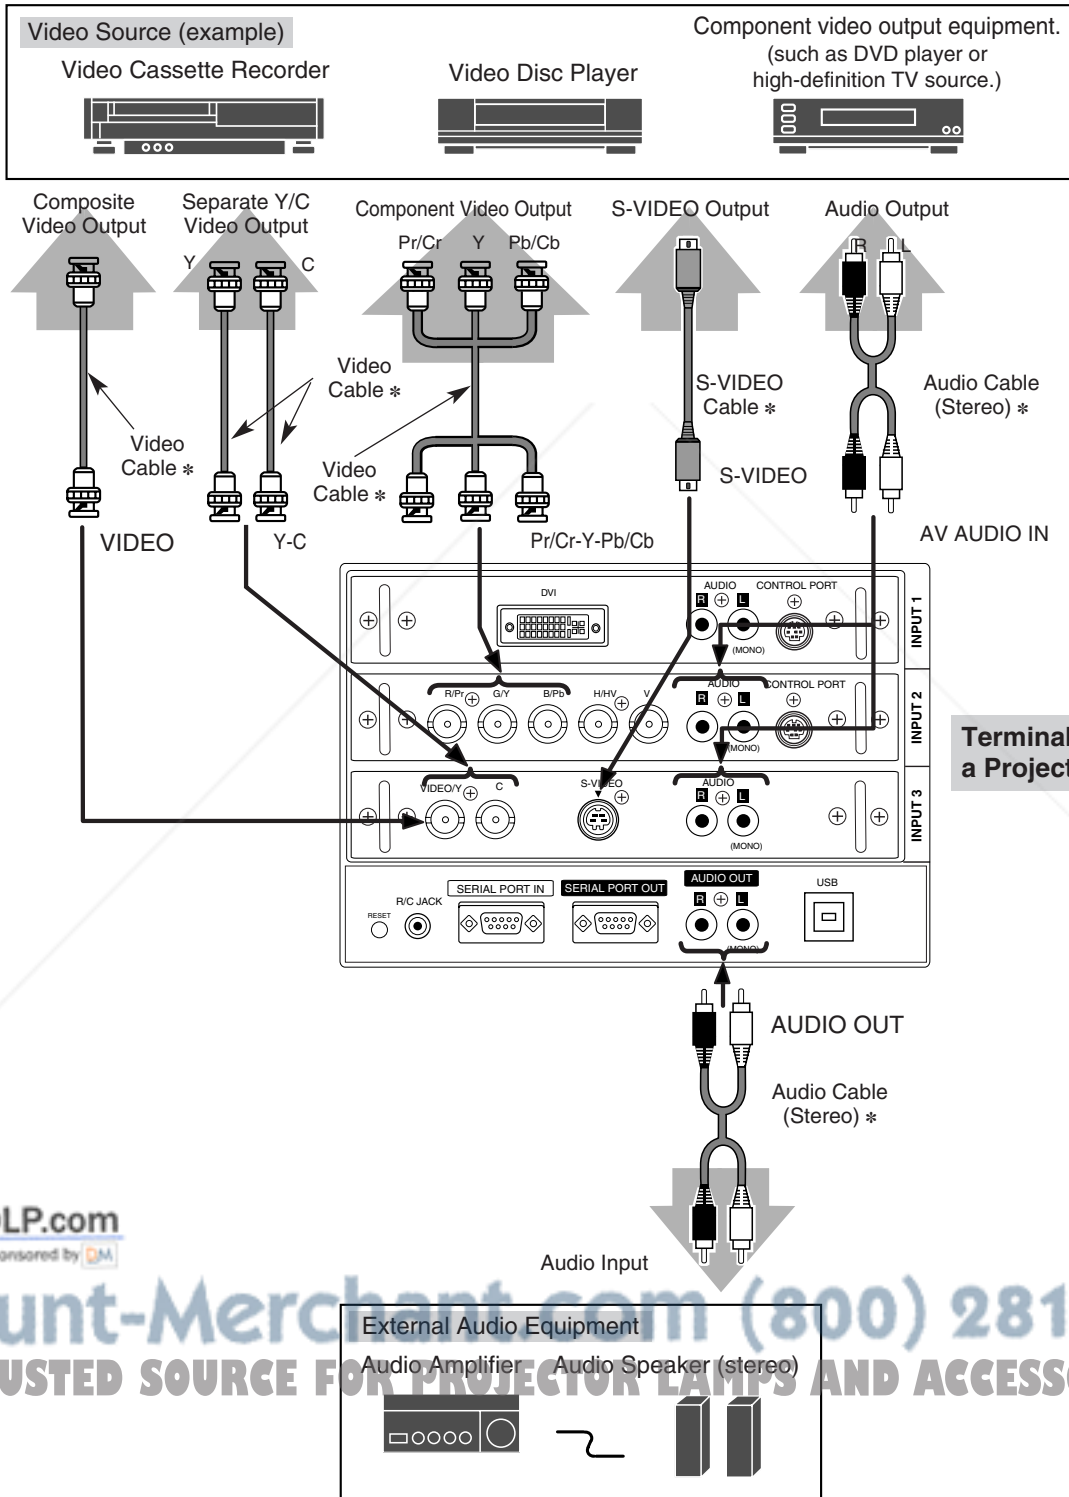 Video Source (example)
Component video output equipment.
(such as DVD player or
high-definition TV source.)
Video Cassette Recorder
Video Disc Player
Composite
Video Output
Separate Y/C
Video Output
Component Video Output
S-VIDEO Output
Audio Output
Y
C
Pr/Cr
Y
Pb/Cb
R
L
Video
Cable *
Video
Cable *
Video
Cable *
S-VIDEO
Cable *
Audio Cable
(Stereo) *
S-VIDEO
VIDEO
Y-C
Pr/Cr-Y-Pb/Cb
AV AUDIO IN
DVI
AUDIO
R
L
(MONO)
CONTROL PORT
INPUT 1
R/Pr
G/Y
B/Pb
H/HV
V
AUDIO
R
L
(MONO)
CONTROL PORT
INPUT 2
Terminal
a Project
VIDEO/Y
C
S-VIDEO
AUDIO
R
L
(MONO)
INPUT 3
RESET
R/C JACK
SERIAL PORT IN
SERIAL PORT OUT
AUDIO OUT
R
L
(MONO)
USB
AUDIO OUT
Audio Cable
(Stereo) *
LP.com
onsored by DM
Audio Input
unt-Merchant.com (800) 281
External Audio Equipment
USTED SOURCE FOR PROJECTOR LAMPS AND ACCESSO
Audio Amplifier
Audio Speaker (stereo)